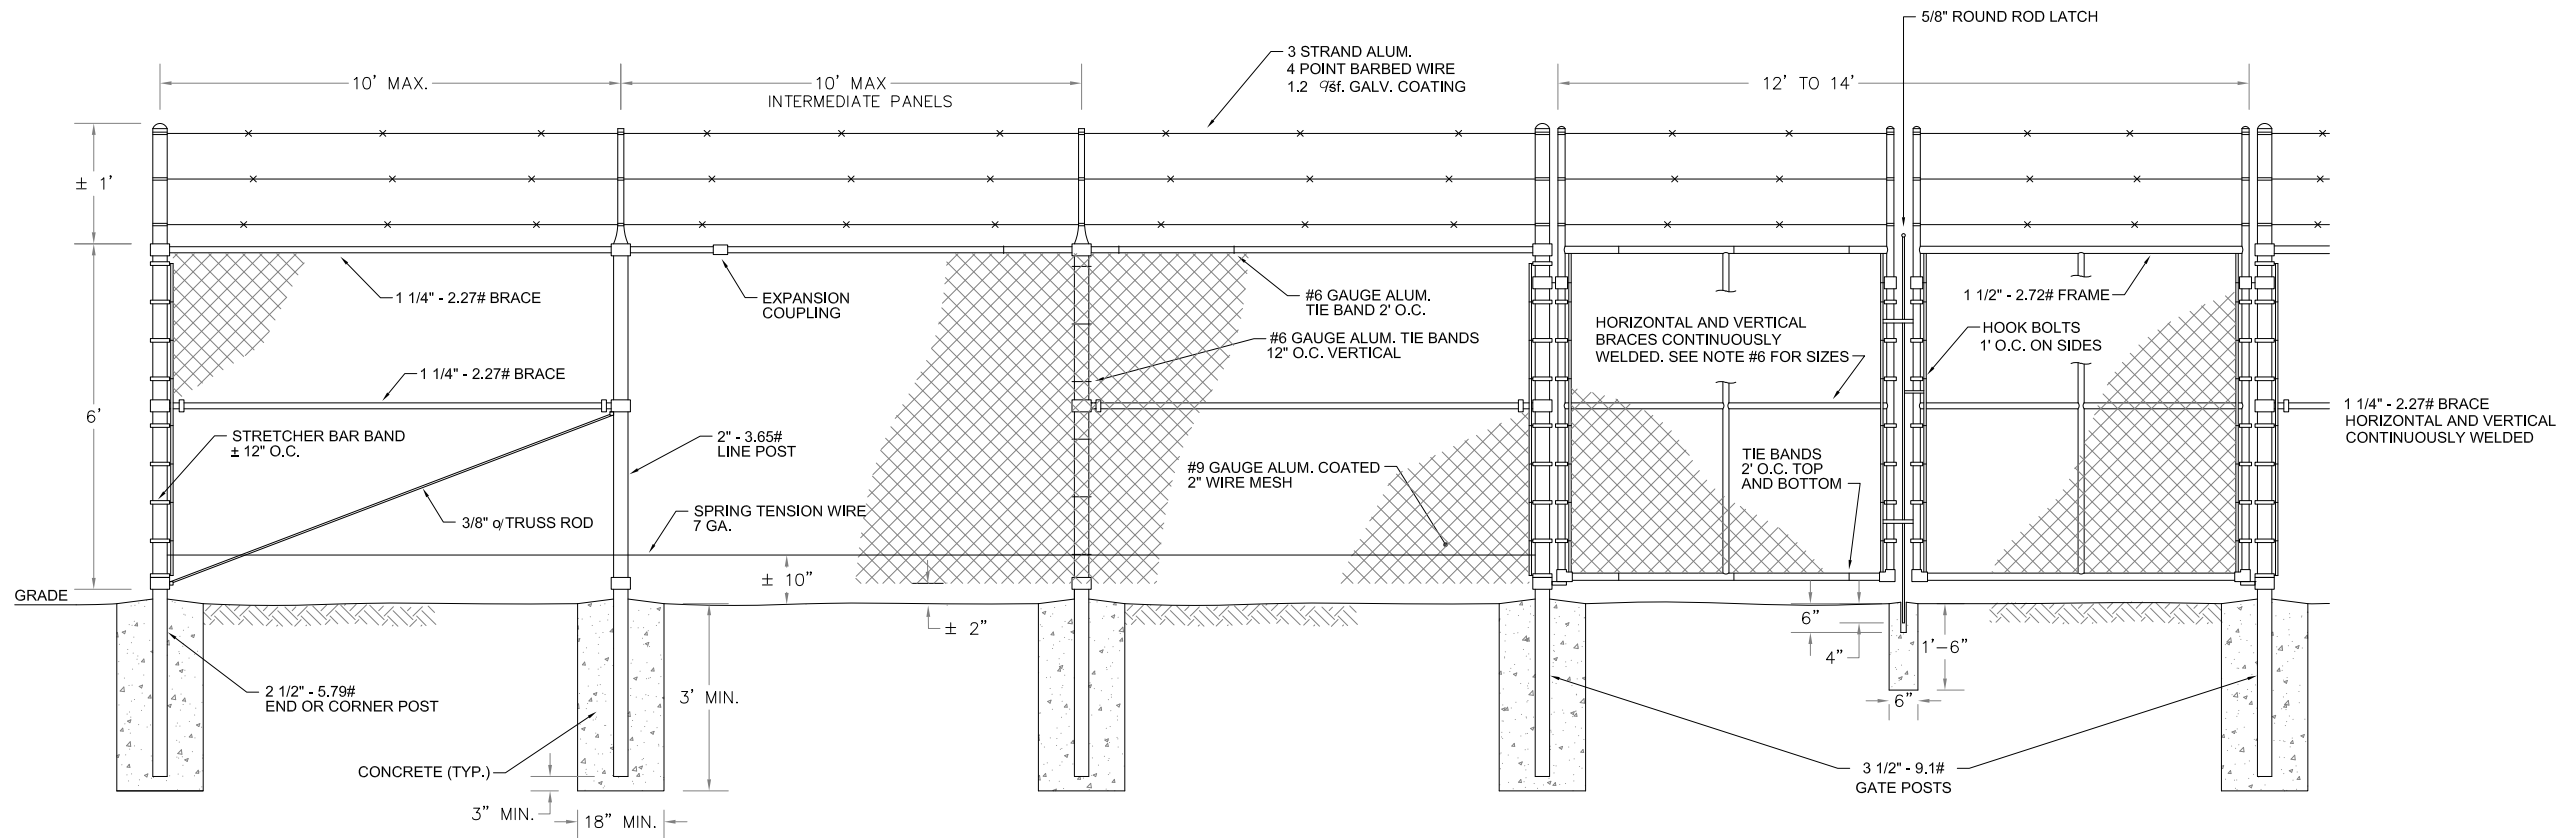 5/8" ROUND ROD LATCH
3 STRAND ALUM.
4 POINT BARBED WIRE
1.2 GALV. COATING
10' MAX.
10' MAX
INTERMEDIATE PANELS
12' TO 14'
± 1'
6'
1 1/4" - 2.27# BRACE
EXPANSION
COUPLING
#6 GAUGE ALUM.
TIE BAND 2' O.C.
#6 GAUGE ALUM. TIE BANDS
12" O.C. VERTICAL
HORIZONTAL AND VERTICAL
BRACES CONTINUOUSLY
WELDED. SEE NOTE #6 FOR SIZES
1 1/2" - 2.72# FRAME
HOOK BOLTS
1' O.C. ON SIDES
1 1/4" - 2.27# BRACE
1 1/4" - 2.27# BRACE
HORIZONTAL AND VERTICAL
CONTINUOUSLY WELDED
STRETCHER BAR BAND
± 12" O.C.
2" - 3.65#
LINE POST
#9 GAUGE ALUM. COATED
2" WIRE MESH
TIE BANDS
2' O.C. TOP
AND BOTTOM
3/8" TRUSS ROD
SPRING TENSION WIRE
7 GA.
± 10"
GRADE
± 2"
6"
4"
1'-6"
6"
2 1/2" - 5.79#
END OR CORNER POST
3' MIN.
CONCRETE (TYP.)
3" MIN.
18" MIN.
3 1/2" - 9.1#
GATE POSTS